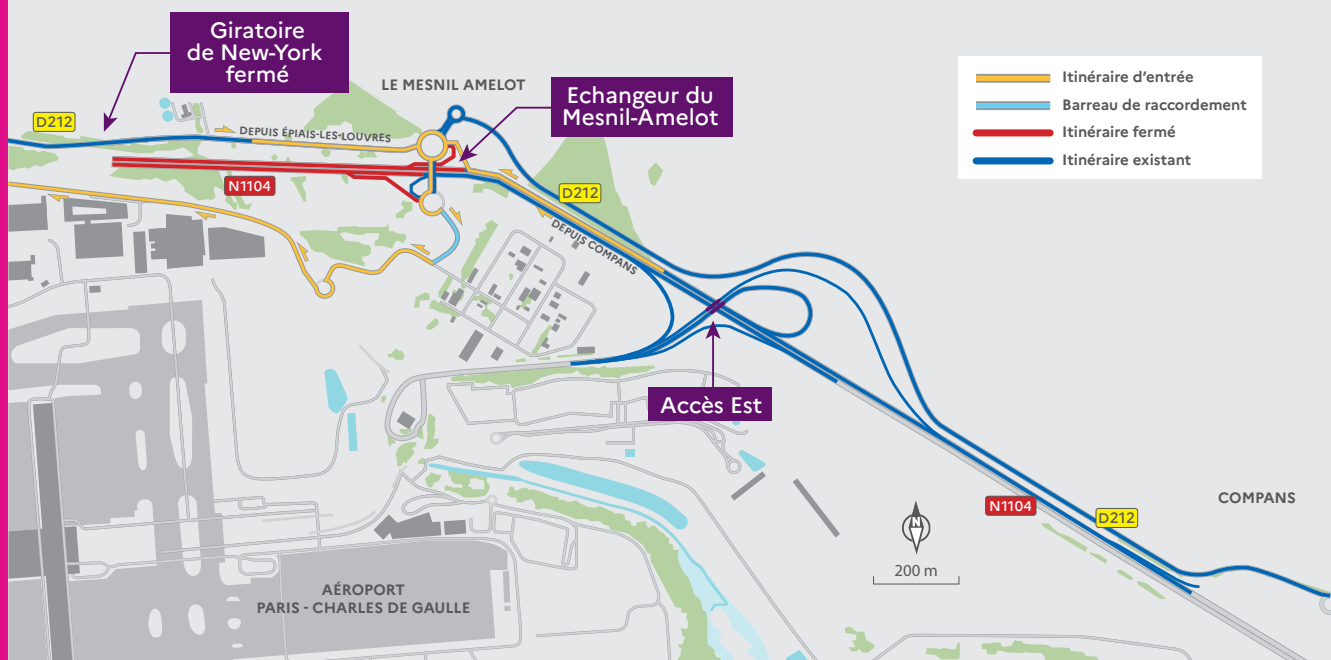 Giratoire
de New-York
fermé
LE MESNIL AMELOT
Echangeur du
Mesnil-Amelot
Itinéraire d'entrée
Barreau de raccordement
Itinéraire fermé
Itinéraire existant
D212
DEPUIS ÉPIAIS-LES-LOUVRES
N1104
D212
DEPUIS COMPANS
Accès Est
N1104
D212
COMPANS
N
200 m
AÉROPORT
PARIS - CHARLES DE GAULLE